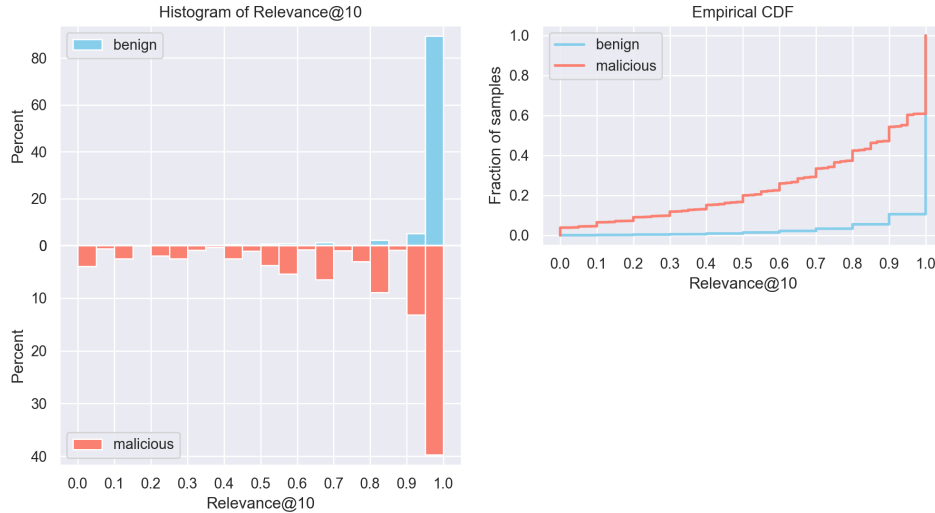 Histogram of Relevance@10
benign
Percent
80
60
40
20
0
10
20
30
40
Percent
malicious
0.0 0.1 0.2 0.3 0.4 0.5 0.6 0.7 0.8 0.9 1.0
Relevance@10
Empirical CDF
benign
malicious
Fraction of samples
1.0
0.8
0.6
0.4
0.2
0.0
0.0 0.1 0.2 0.3 0.4 0.5 0.6 0.7 0.8 0.9 1.0
Relevance@10